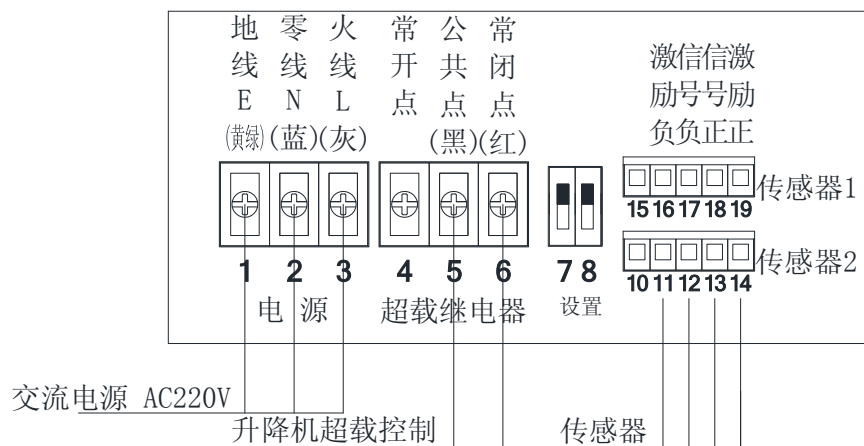 地线E(黄绿) 零线N(蓝) 火线L(灰) 常开点 公共点(黑) 常闭点(红)
激励负 信号负 信号正 激励正
传感器1
15 16 17 18 19
传感器2
10 11 12 13 14
1 2 3 4 5 6 7 8
电 源 超载继电器 设置
交流电源 AC220V
升降机超载控制 传感器